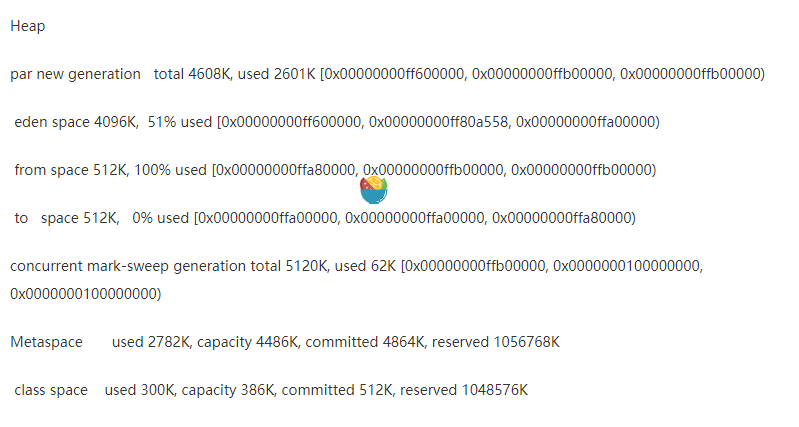 Heap
par new generation   total 4608K, used 2601K [0x00000000ff600000, 0x00000000ffb00000, 0x00000000ffb00000)
eden space 4096K,  51% used [0x00000000ff600000, 0x00000000ff80a558, 0x00000000ffa00000)
from space 512K, 100% used [0x00000000ffa80000, 0x00000000ffb00000, 0x00000000ffb00000)
to   space 512K,   0% used [0x00000000ffa00000, 0x00000000ffa00000, 0x00000000ffa80000)
concurrent mark-sweep generation total 5120K, used 62K [0x00000000ffb00000, 0x0000000100000000,
0x0000000100000000)
Metaspace       used 2782K, capacity 4486K, committed 4864K, reserved 1056768K
class space    used 300K, capacity 386K, committed 512K, reserved 1048576K